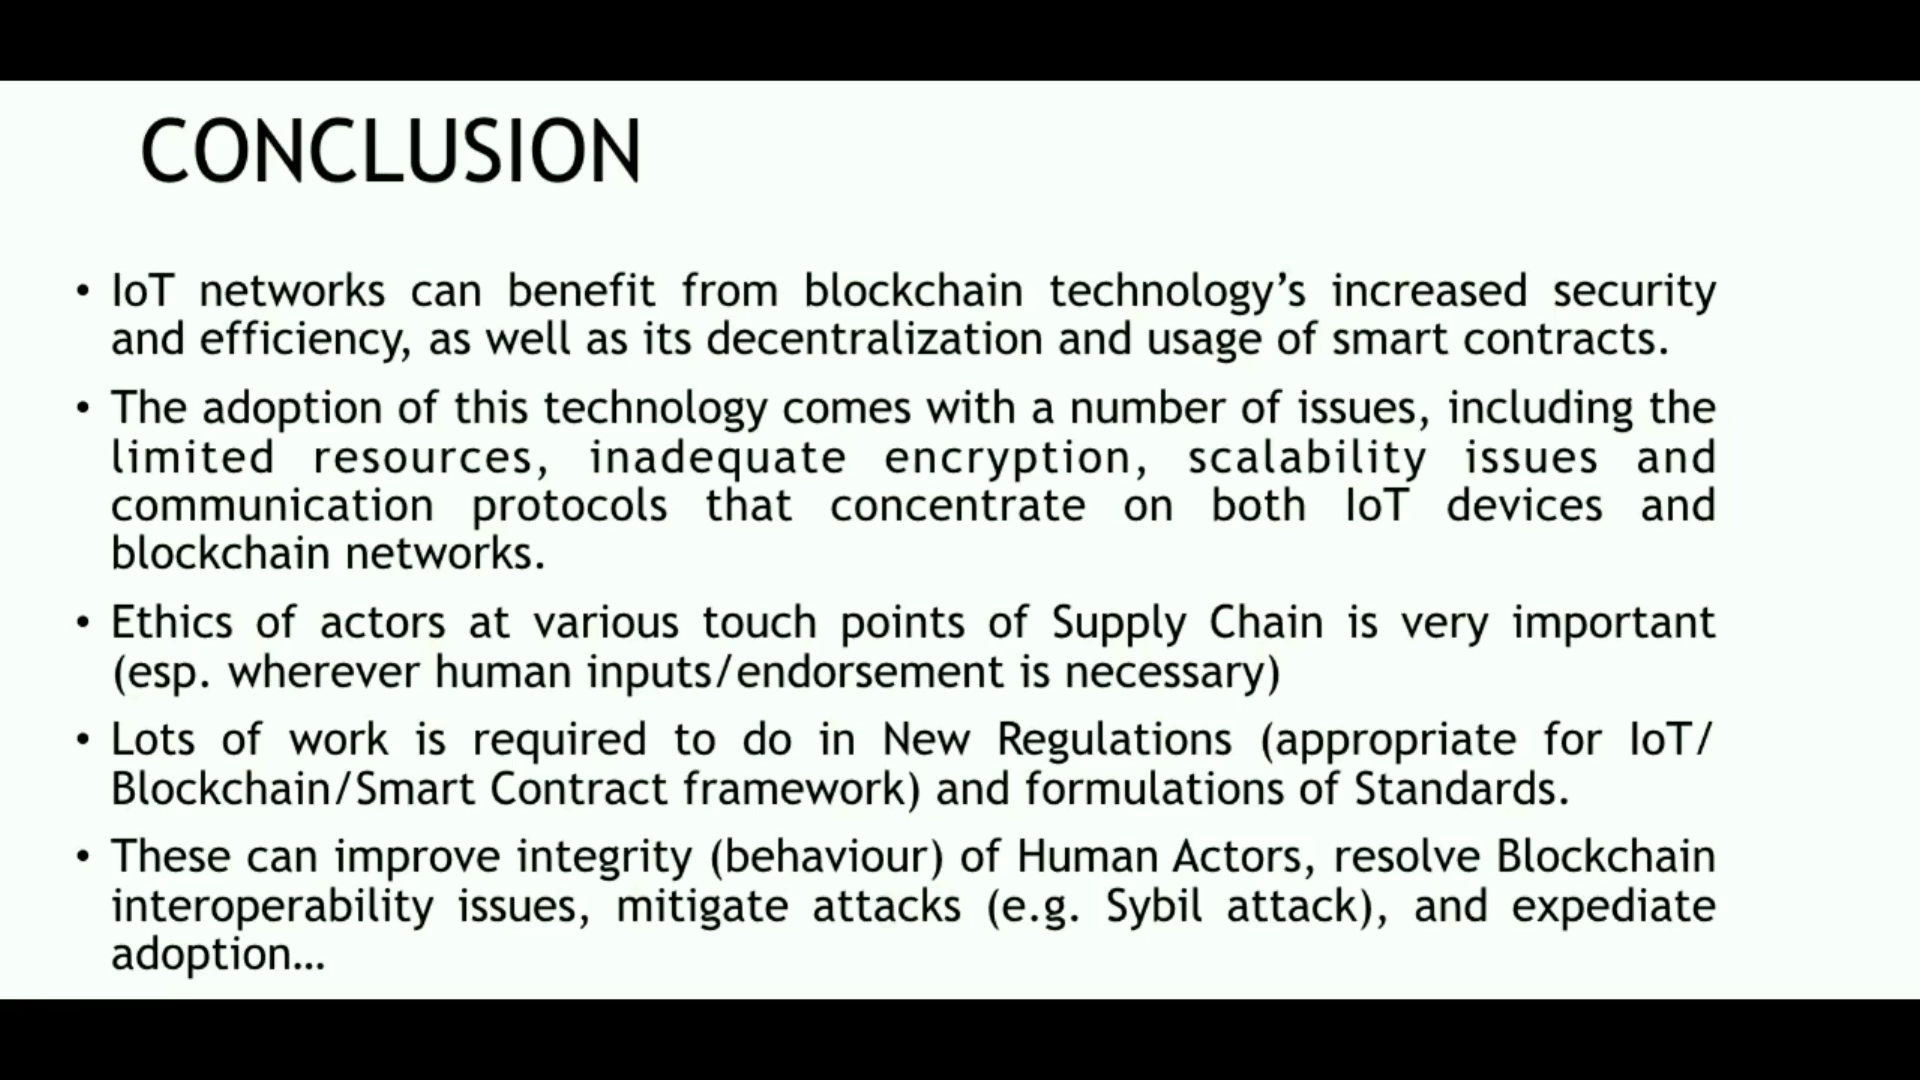 CONCLUSION
• IoT networks can benefit from blockchain technology’s increased security
and efficiency, as well as its decentralization and usage of smart contracts.
• The adoption of this technology comes with a number of issues, including the
limited resources, inadequate encryption, scalability issues and
communication protocols that concentrate on both IoT devices and
blockchain networks.
• Ethics of actors at various touch points of Supply Chain is very important
(esp. wherever human inputs/endorsement is necessary)
• Lots of work is required to do in New Regulations (appropriate for IoT/
Blockchain/Smart Contract framework) and formulations of Standards.
• These can improve integrity (behaviour) of Human Actors, resolve Blockchain
interoperability issues, mitigate attacks (e.g. Sybil attack), and expediate
adoption…